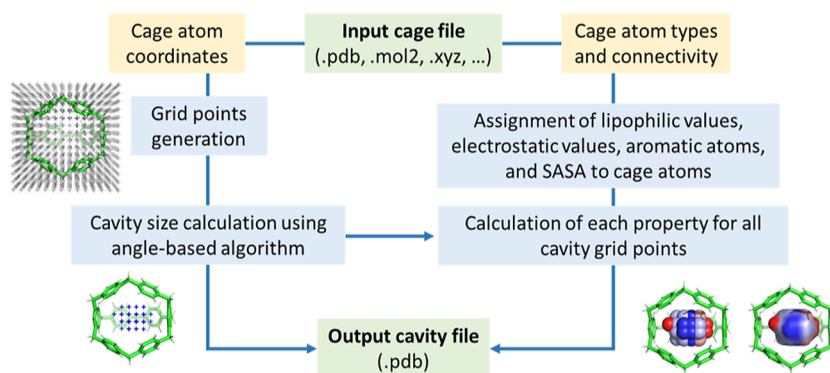 Cage atom
coordinates
Input cage file
(.pdb, .mol2, .xyz, ...)
Cage atom types
and connectivity
Grid points
generation
Assignment of lipophilic values,
electrostatic values, aromatic atoms,
and SASA to cage atoms
Cavity size calculation using
angle-based algorithm
Calculation of each property for all
cavity grid points
Output cavity file
(.pdb)